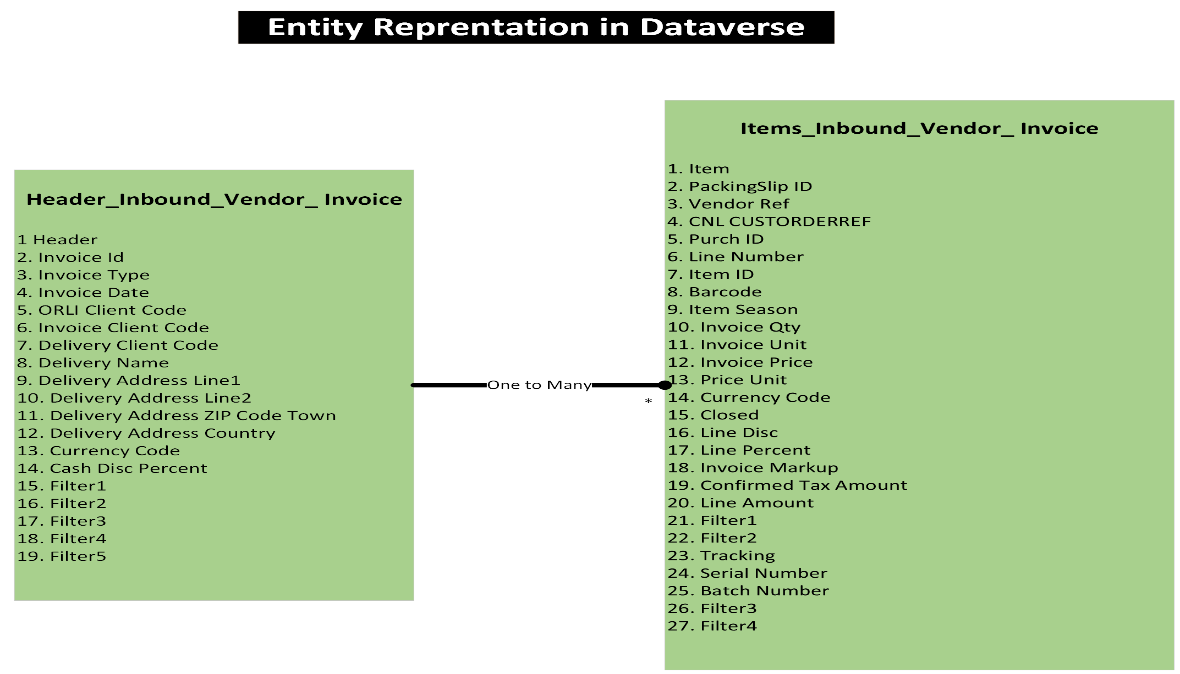 Entity Reprentation in Dataverse
Header_Inbound_Vendor_ Invoice
1 Header
2. Invoice Id
3. Invoice Type
4. Invoice Date
5. ORLI Client Code
6. Invoice Client Code
7. Delivery Client Code
8. Delivery Name
9. Delivery Address Line1
10. Delivery Address Line2
11. Delivery Address ZIP Code Town
12. Delivery Address Country
13. Currency Code
14. Cash Disc Percent
15. Filter1
16. Filter2
17. Filter3
18. Filter4
19. Filter5
One to Many
*
Items_Inbound_Vendor_ Invoice
1. Item
2. PackingSlip ID
3. Vendor Ref
4. CNL CUSTORDERREF
5. Purch ID
6. Line Number
7. Item ID
8. Barcode
9. Item Season
10. Invoice Qty
11. Invoice Unit
12. Invoice Price
13. Price Unit
14. Currency Code
15. Closed
16. Line Disc
17. Line Percent
18. Invoice Markup
19. Confirmed Tax Amount
20. Line Amount
21. Filter1
22. Filter2
23. Tracking
24. Serial Number
25. Batch Number
26. Filter3
27. Filter4